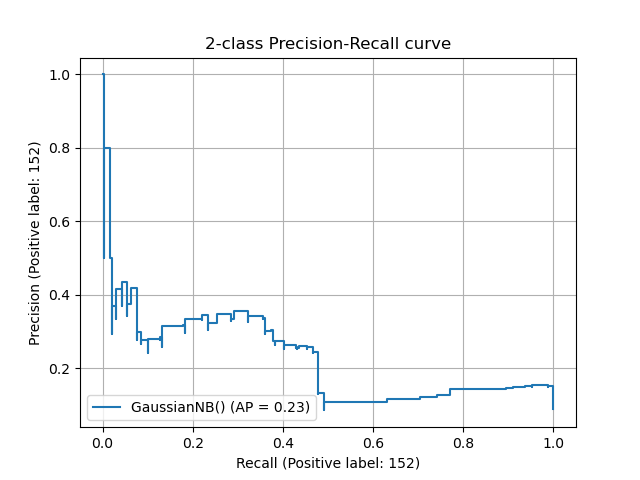 2-class Precision-Recall curve
Precision (Positive label: 152)
1.0
0.8
0.6
0.4
0.2
GaussianNB() (AP = 0.23)
0.0
0.2
0.4
0.6
0.8
1.0
Recall (Positive label: 152)